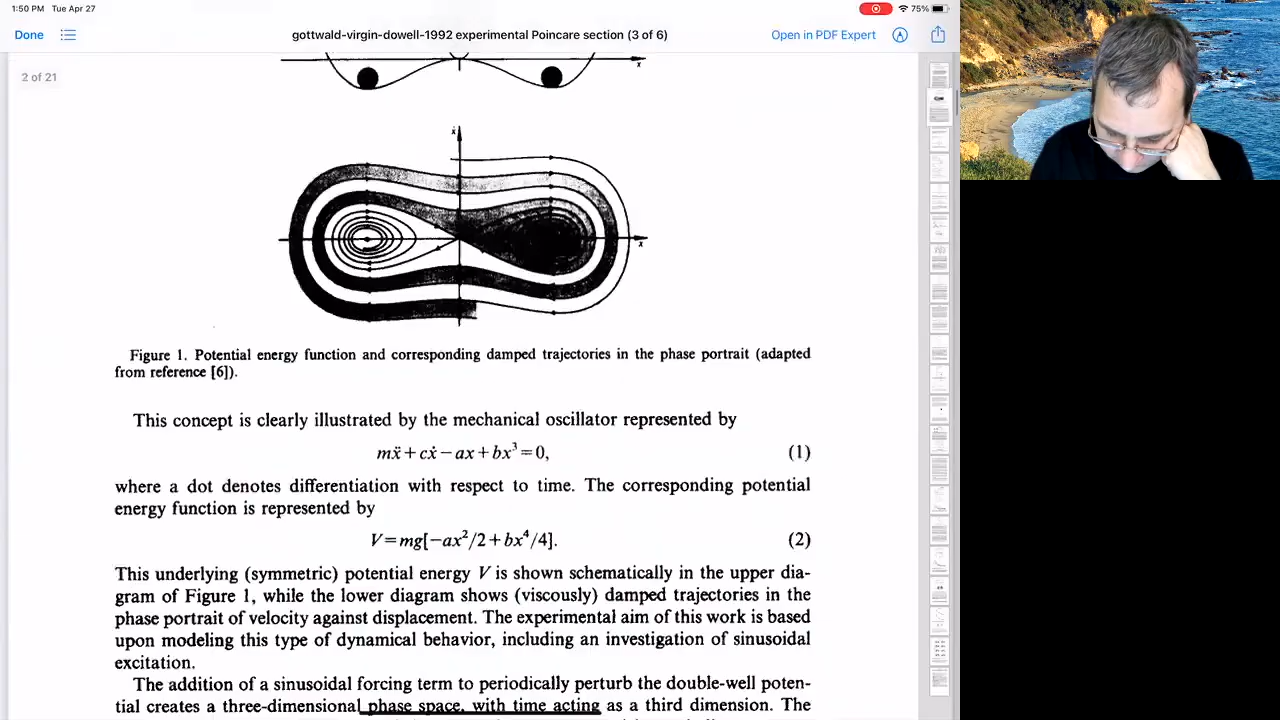 1:50 PM Tue Apr 27
75%
Done
gottwald-virgin-dowell-1992 experimental Poincare section (3 of 6)
Open in PDF Expert
2 of 21
x
ẋ
x
Figure 1. Potential energy function and corresponding damped trajectories in the phase portrait (adapted
from reference [6]).
This concept is clearly illustrated by the mechanical oscillator represented by
mẍ+cẋ−ax+bx³=0, (1)
where a dot denotes differentiation with respect to time. The corresponding potential
energy function is represented by
V=mg[−ax²/2+bx⁴/4]. (2)
This underlying (symmetric) potential energy V is shown schematically in the upper dia-
gram of Figure 1, while the lower diagram shows (viscously) damped trajectories in the
phase portrait of velocity against displacement. The experimental aim of this work is based
upon modeling this type of dynamical behavior, including an investigation of sinusoidal
excitation.
The addition of a sinusoidal forcing term to periodically perturb the double-well poten-
tial creates a three-dimensional phase space, with time acting as a third dimension. The